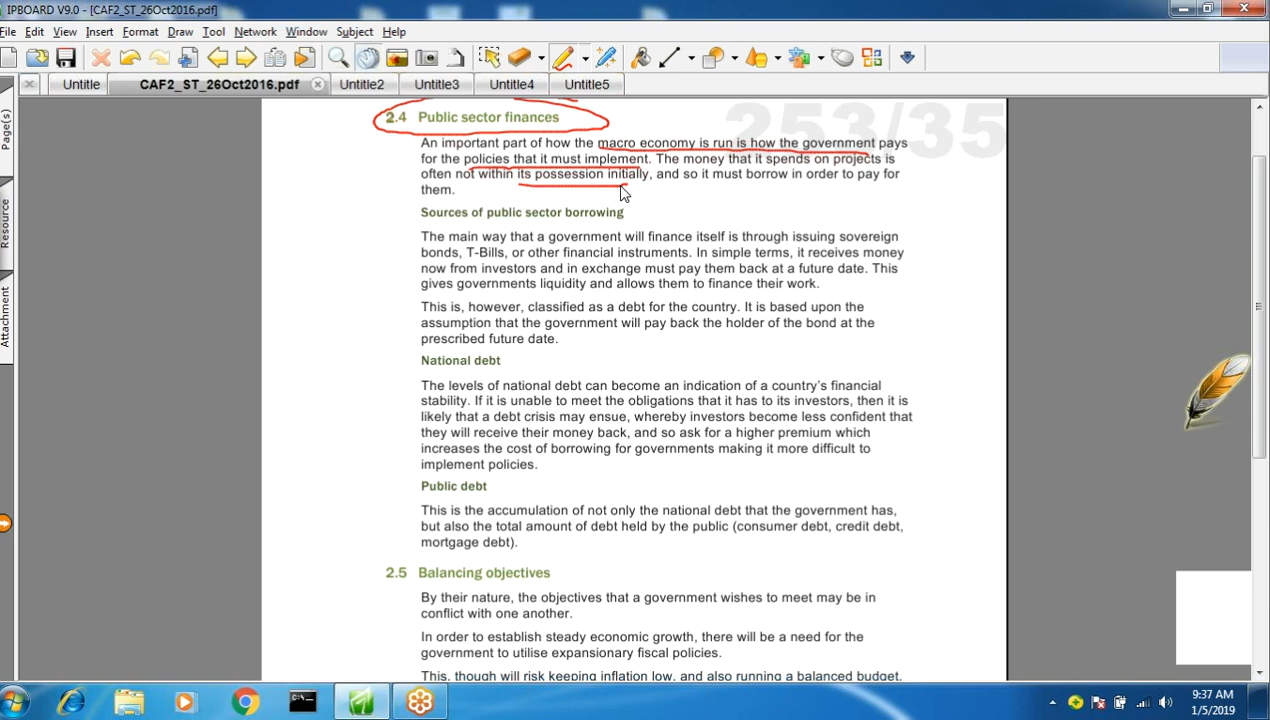 IPBOARD V9.0 - [CAF2_ST_26Oct2016.pdf]
File Edit View Insert Format Draw Tool Network Window Subject Help
Untitle CAF2_ST_26Oct2016.pdf Untitle2 Untitle3 Untitle4 Untitle5
Page(s)
Resource
Attachment
253/35
2.4 Public sector finances
An important part of how the macro economy is run is how the government pays
for the policies that it must implement. The money that it spends on projects is
often not within its possession initially, and so it must borrow in order to pay for
them.
Sources of public sector borrowing
The main way that a government will finance itself is through issuing sovereign
bonds, T-Bills, or other financial instruments. In simple terms, it receives money
now from investors and in exchange must pay them back at a future date. This
gives governments liquidity and allows them to finance their work.
This is, however, classified as a debt for the country. It is based upon the
assumption that the government will pay back the holder of the bond at the
prescribed future date.
National debt
The levels of national debt can become an indication of a country's financial
stability. If it is unable to meet the obligations that it has to its investors, then it is
likely that a debt crisis may ensue, whereby investors become less confident that
they will receive their money back, and so ask for a higher premium which
increases the cost of borrowing for governments making it more difficult to
implement policies.
Public debt
This is the accumulation of not only the national debt that the government has,
but also the total amount of debt held by the public (consumer debt, credit debt,
mortgage debt).
2.5 Balancing objectives
By their nature, the objectives that a government wishes to meet may be in
conflict with one another.
In order to establish steady economic growth, there will be a need for the
government to utilise expansionary fiscal policies.
This, though will risk keeping inflation low, and also running a balanced budget.
9:37 AM
1/5/2019